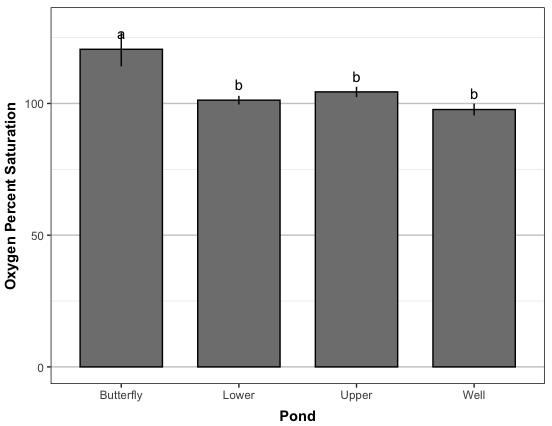 Oxygen Percent Saturation
100
50
0
a
b
b
b
Butterfly
Lower
Upper
Well
Pond